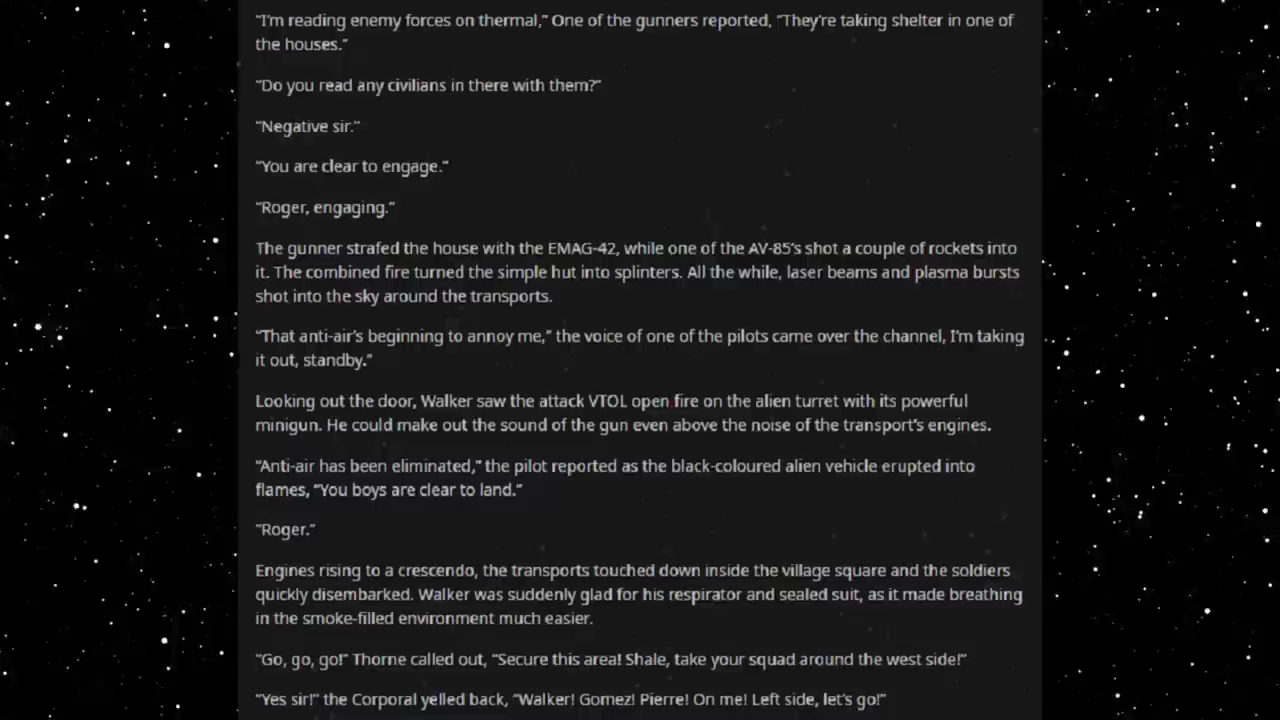 “I’m reading enemy forces on thermal,” One of the gunners reported, “They’re taking shelter in one of
the houses.”
“Do you read any civilians in there with them?”
“Negative sir.”
“You are clear to engage.”
“Roger, engaging.”
The gunner strafed the house with the EMAG-42, while one of the AV-85’s shot a couple of rockets into
it. The combined fire turned the simple hut into splinters. All the while, laser beams and plasma bursts
shot into the sky around the transports.
“That anti-air’s beginning to annoy me,” the voice of one of the pilots came over the channel, I’m taking
it out, standby.”
Looking out the door, Walker saw the attack VTOL open fire on the alien turret with its powerful
minigun. He could make out the sound of the gun even above the noise of the transport’s engines.
“Anti-air has been eliminated,” the pilot reported as the black-coloured alien vehicle erupted into
flames, “You boys are clear to land.”
“Roger.”
Engines rising to a crescendo, the transports touched down inside the village square and the soldiers
quickly disembarked. Walker was suddenly glad for his respirator and sealed suit, as it made breathing
in the smoke-filled environment much easier.
“Go, go, go!” Thorne called out, “Secure this area! Shale, take your squad around the west side!”
“Yes sir!” the Corporal yelled back, “Walker! Gomez! Pierre! On me! Left side, let’s go!”